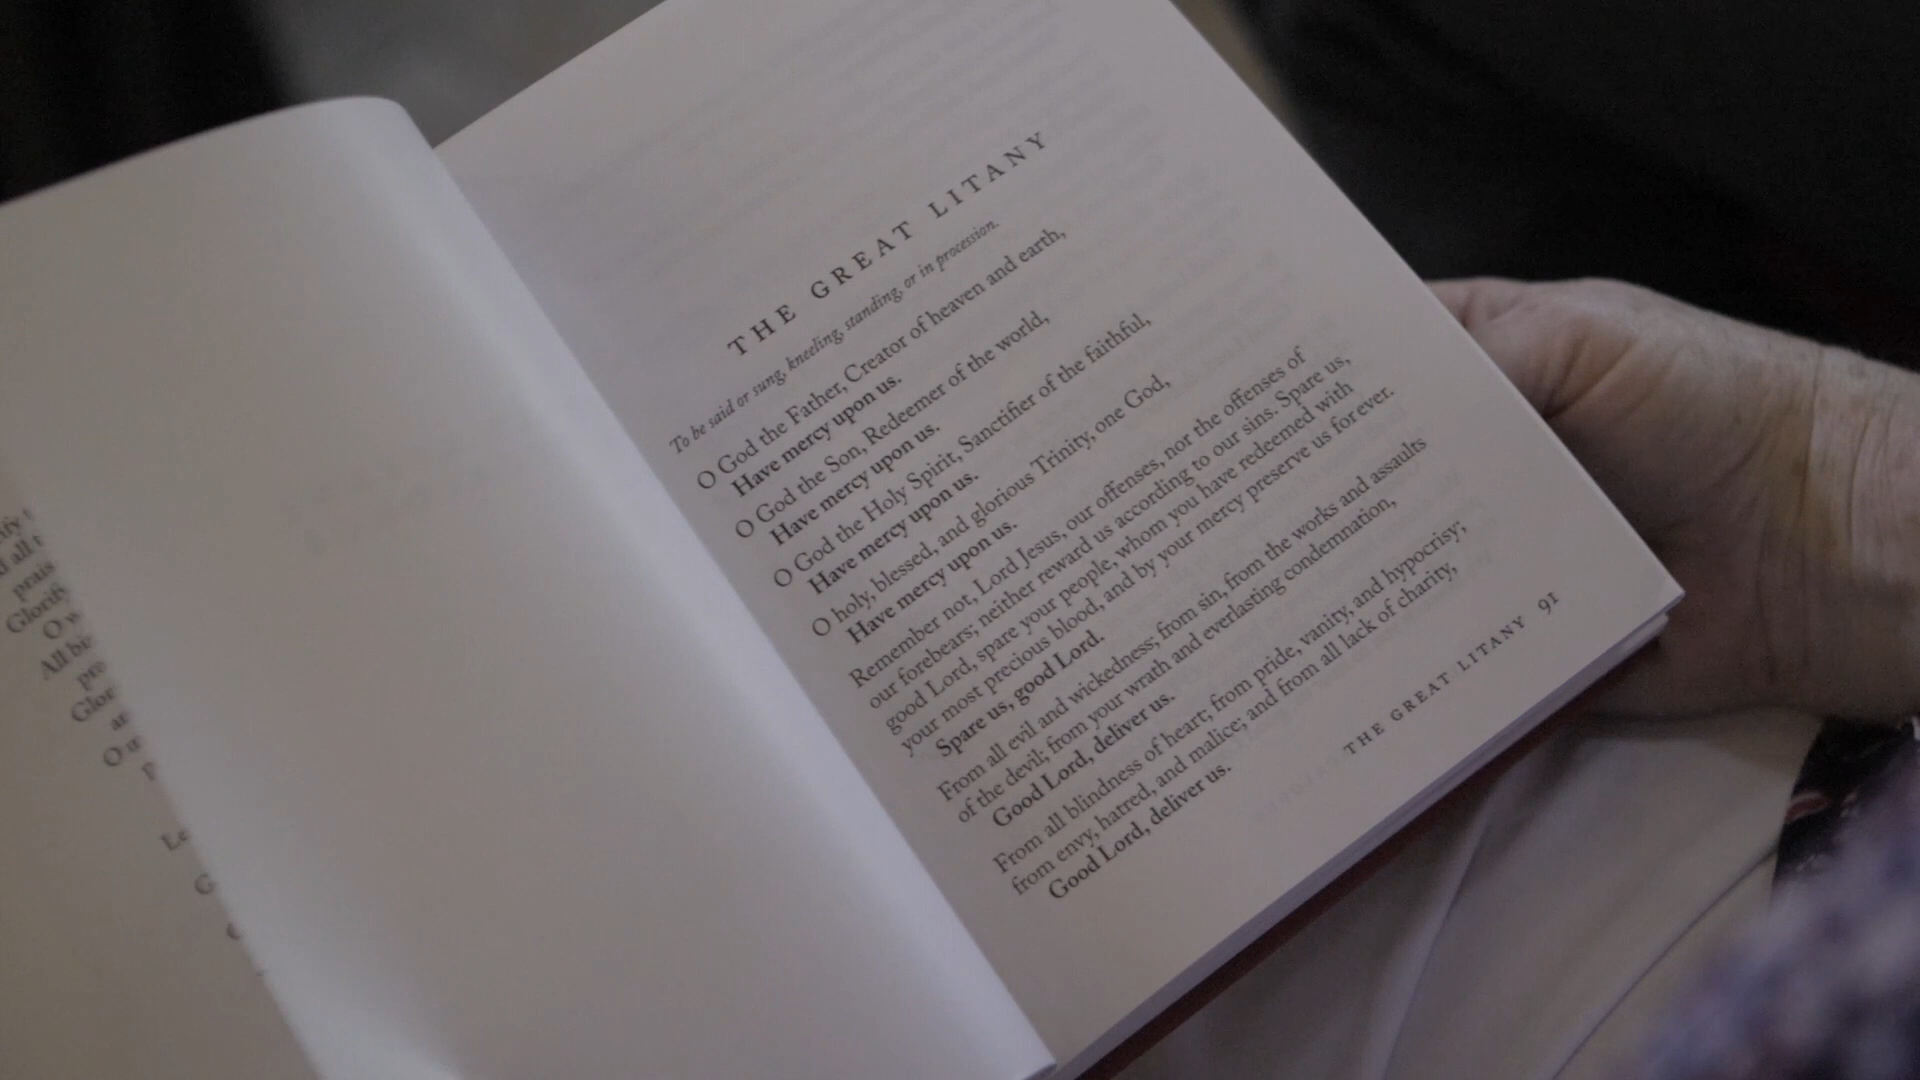 THE GREAT LITANY
To be said or sung, kneeling, standing, or in procession.
O God the Father, Creator of heaven and earth,
Have mercy upon us.
O God the Son, Redeemer of the world,
Have mercy upon us.
O God the Holy Spirit, Sanctifier of the faithful,
Have mercy upon us.
O holy, blessed, and glorious Trinity, one God,
Have mercy upon us.
Remember not, Lord Jesus, our offenses, nor the offenses of
our forebears; neither reward us according to our sins. Spare us,
good Lord, spare your people, whom you have redeemed with
your most precious blood, and by your mercy preserve us for ever.
Spare us, good Lord.
From all evil and wickedness; from sin, from the works and assaults
of the devil; from your wrath and everlasting condemnation,
Good Lord, deliver us.
From all blindness of heart; from pride, vanity, and hypocrisy;
from envy, hatred, and malice; and from all lack of charity,
Good Lord, deliver us.
THE GREAT LITANY 91